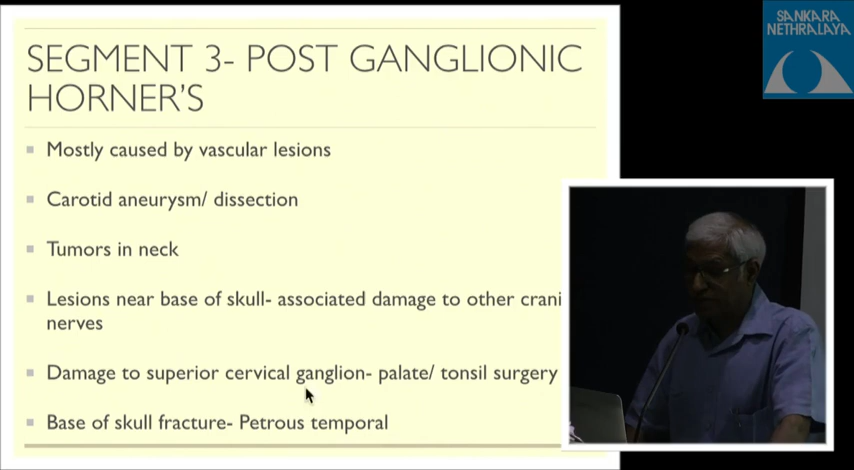 SANKARA
NETHRALAYA
SEGMENT 3- POST GANGLIONIC
HORNER'S
Mostly caused by vascular lesions
Carotid aneurysm/ dissection
Tumors in neck
Lesions near base of skull- associated damage to other crani
nerves
Damage to superior cervical ganglion- palate/ tonsil surgery
Base of skull fracture- Petrous temporal